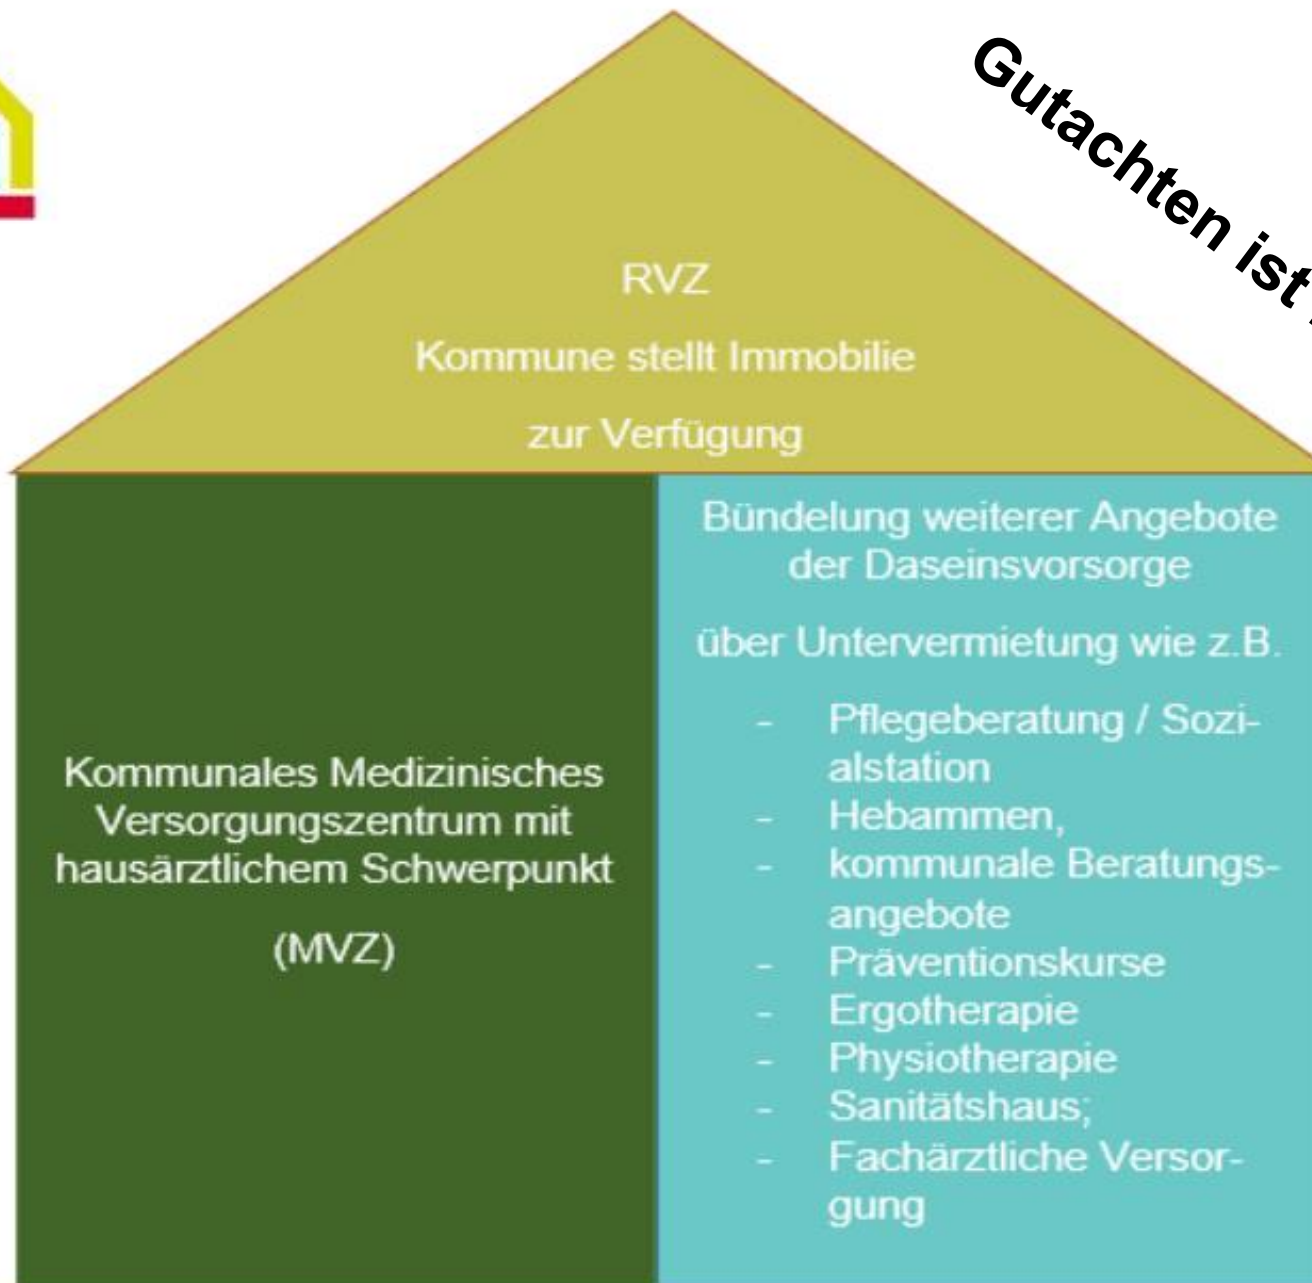 Gutachten ist
RVZ
Kommune stellt Immobilie
zur Verfügung
Kommunales Medizinisches
Versorgungszentrum mit
hausärztlichem Schwerpunkt
(MVZ)
Bündelung weiterer Angebote
der Daseinsvorsorge
über Untervermietung wie z.B.
- Pflegeberatung / Sozi-
alstation
- Hebammen,
- kommunale Beratungs-
angebote
- Präventionskurse
- Ergotherapie
- Physiotherapie
- Sanitätshaus;
- Fachärztliche Versor-
gung